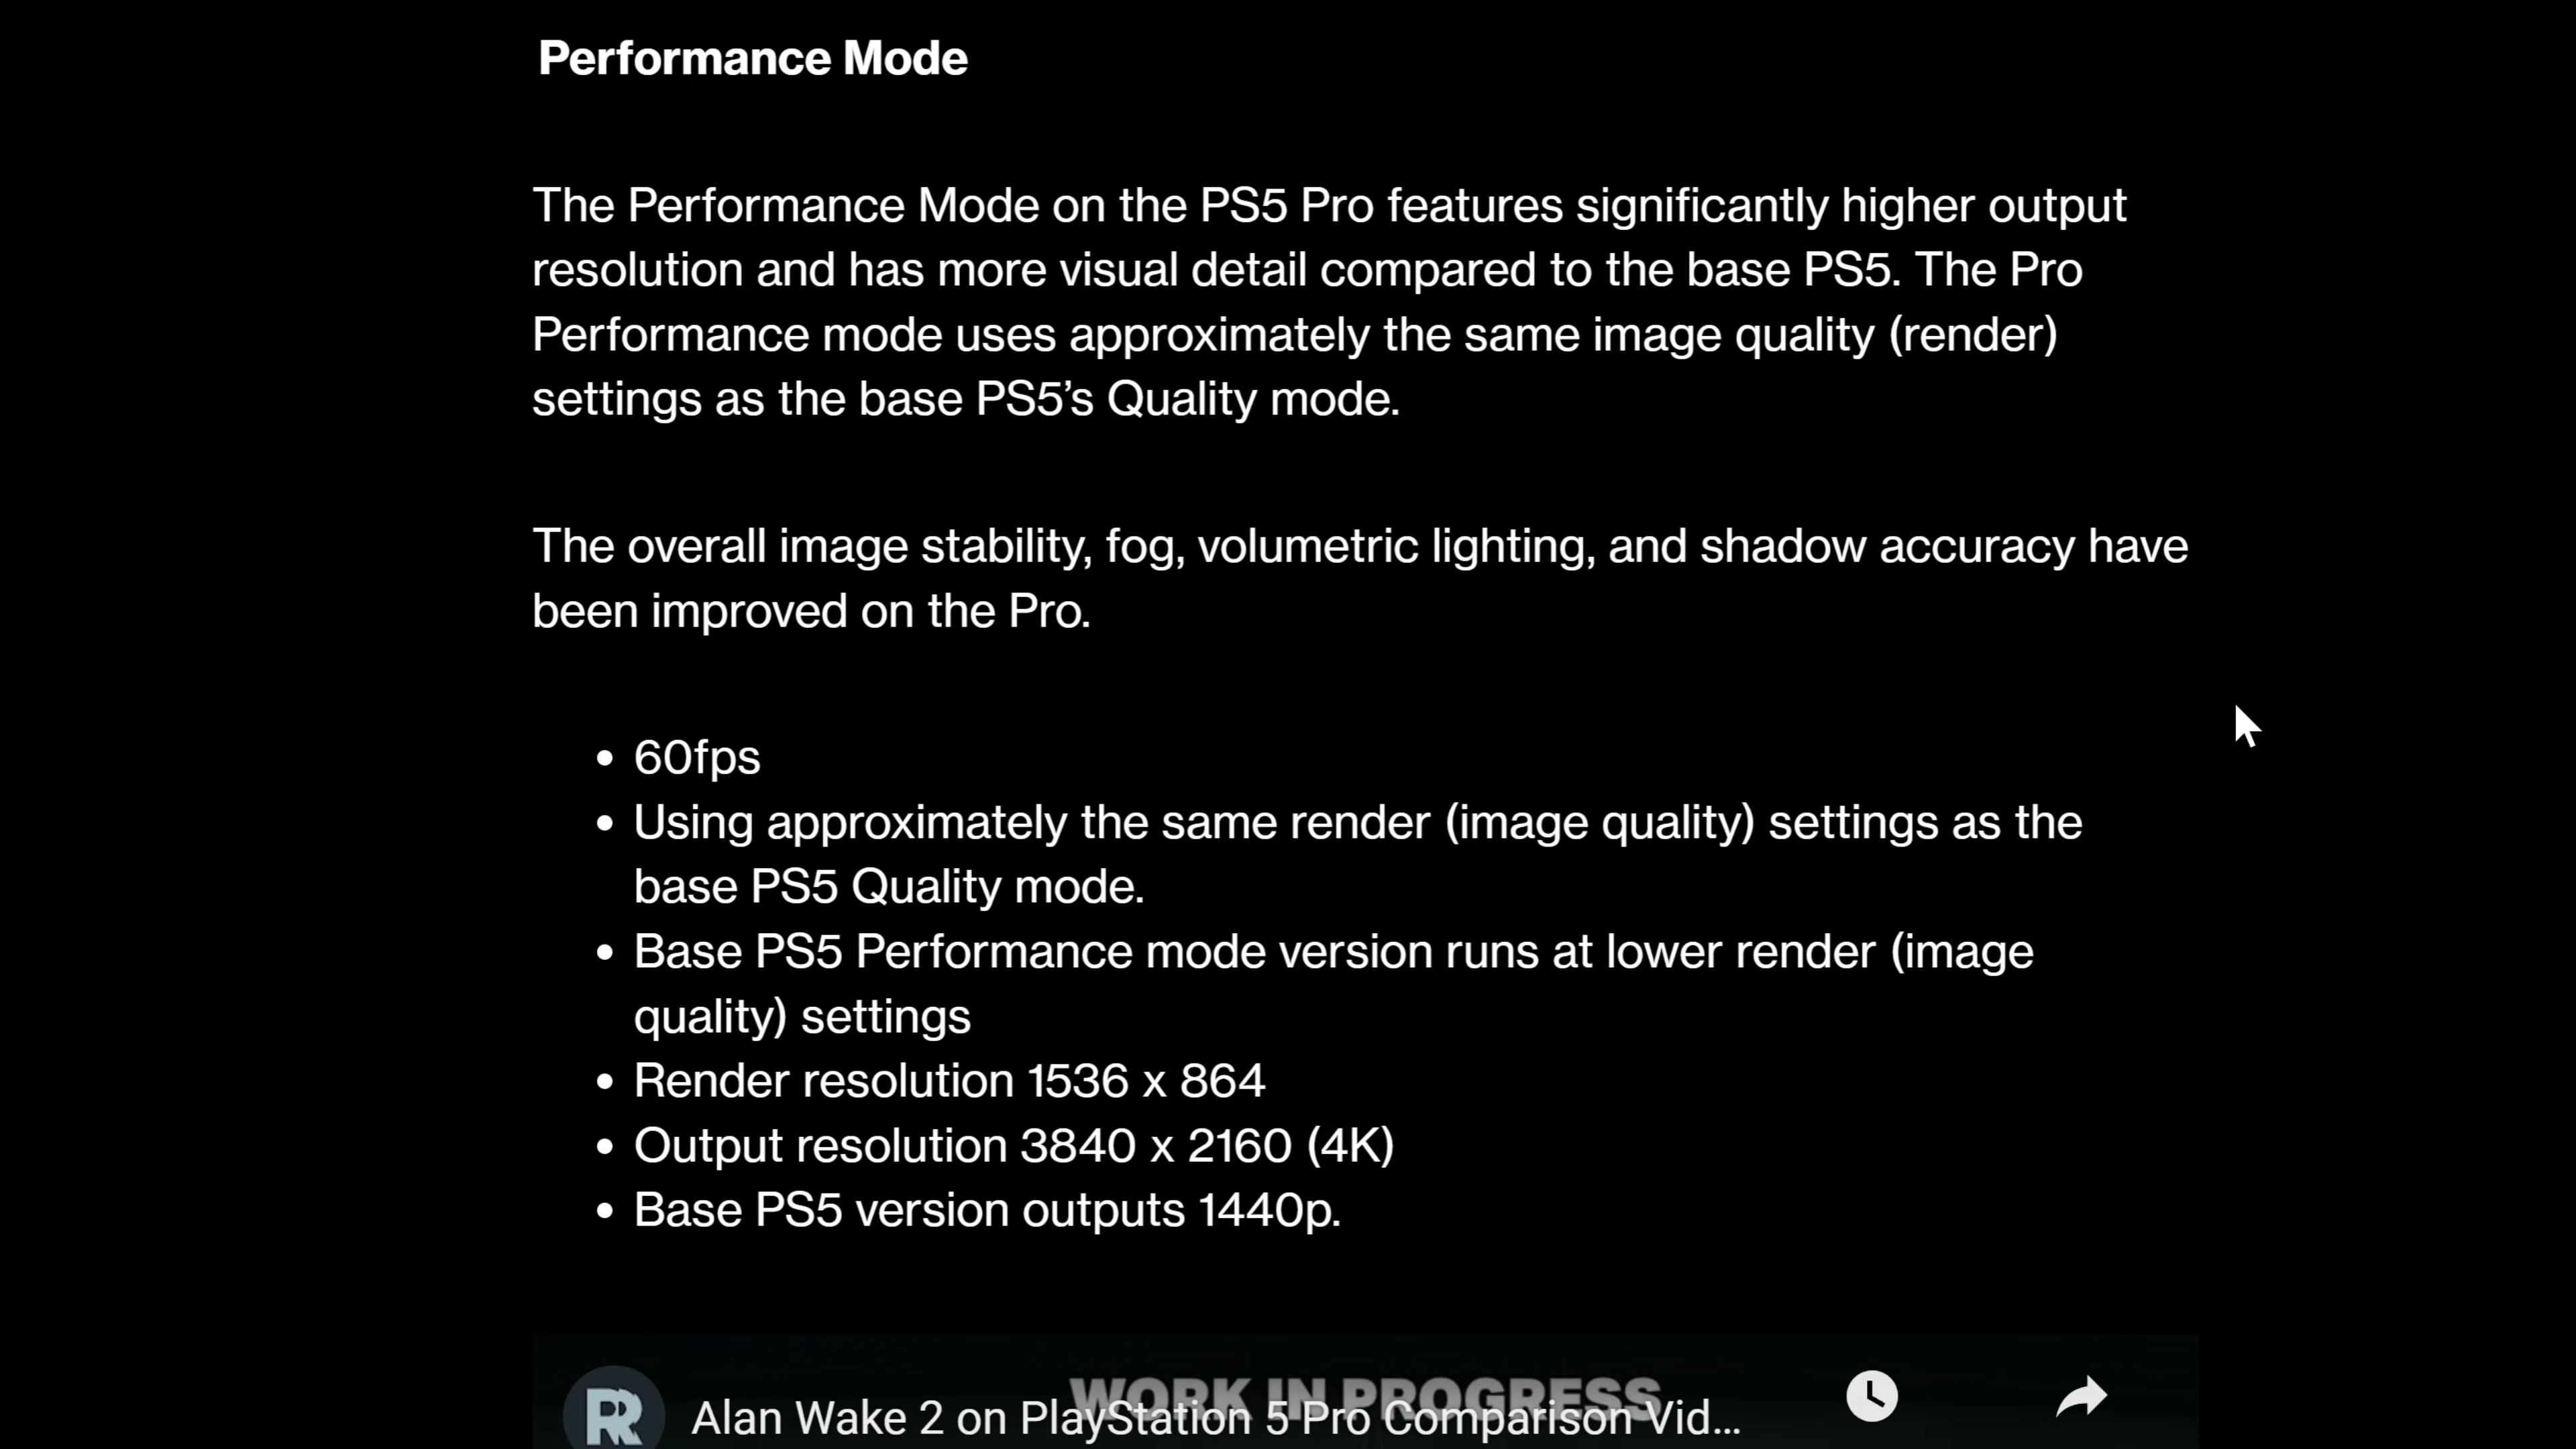 Performance Mode
The Performance Mode on the PS5 Pro features significantly higher output
resolution and has more visual detail compared to the base PS5. The Pro
Performance mode uses approximately the same image quality (render)
settings as the base PS5’s Quality mode.
The overall image stability, fog, volumetric lighting, and shadow accuracy have
been improved on the Pro.
• 60fps
• Using approximately the same render (image quality) settings as the
base PS5 Quality mode.
• Base PS5 Performance mode version runs at lower render (image
quality) settings
• Render resolution 1536 x 864
• Output resolution 3840 x 2160 (4K)
• Base PS5 version outputs 1440p.
WORK IN PROGRESS
Alan Wake 2 on PlayStation 5 Pro Comparison Vid...